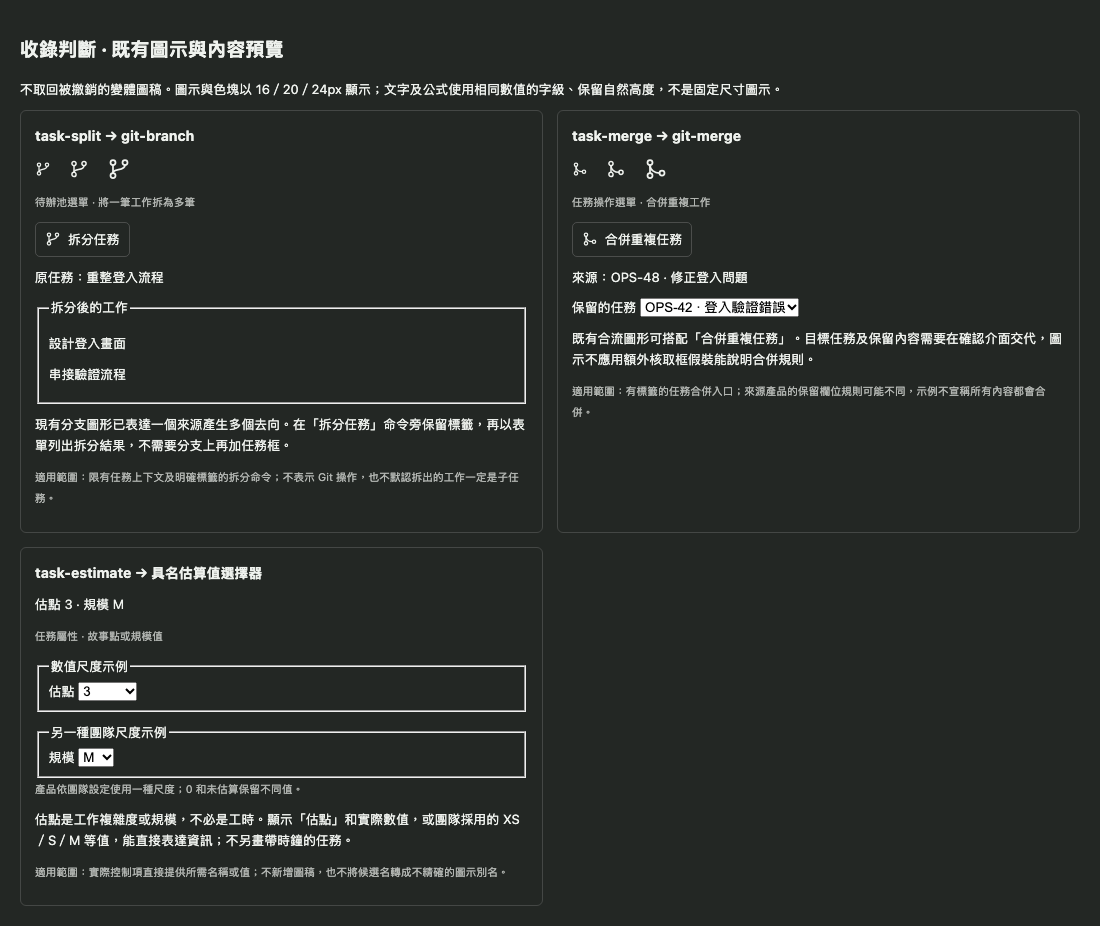 收錄判斷 · 既有圖示與內容預覽
不取回被撤銷的變體圖稿。圖示與色塊以 16 / 20 / 24px 顯示；文字及公式使用相同數值的字級、保留自然高度，不是固定尺寸圖示。
task-split → git-branch
待辦池選單 · 將一筆工作拆為多筆
拆分任務
原任務：重整登入流程
拆分後的工作
設計登入畫面
串接驗證流程
現有分支圖形已表達一個來源產生多個去向。在「拆分任務」命令旁保留標籤，再以表
單列出拆分結果，不需要分支上再加任務框。
適用範圍：限有任務上下文及明確標籤的拆分命令；不表示 Git 操作，也不默認拆出的工作一定是子任
務。
task-merge → git-merge
任務操作選單 · 合併重複工作
合併重複任務
來源：OPS-48 · 修正登入問題
保留的任務 OPS-42 · 登入驗證錯誤
既有合流圖形可搭配「合併重複任務」。目標任務及保留內容需要在確認介面交代，圖
示不應用額外核取框假裝能說明合併規則。
適用範圍：有標籤的任務合併入口；來源產品的保留欄位規則可能不同，示例不宣稱所有內容都會合
併。
task-estimate → 具名估算值選擇器
估點 3 · 規模 M
任務屬性 · 故事點或規模值
數值尺度示例
估點 3
另一種團隊尺度示例
規模 M
產品依團隊設定使用一種尺度；0 和未估算保留不同值。
估點是工作複雜度或規模，不必是工時。顯示「估點」和實際數值，或團隊採用的 XS
/ S / M 等值，能直接表達資訊；不另畫帶時鐘的任務。
適用範圍：實際控制項直接提供所需名稱或值；不新增圖稿，也不將候選名轉成不精確的圖示別名。